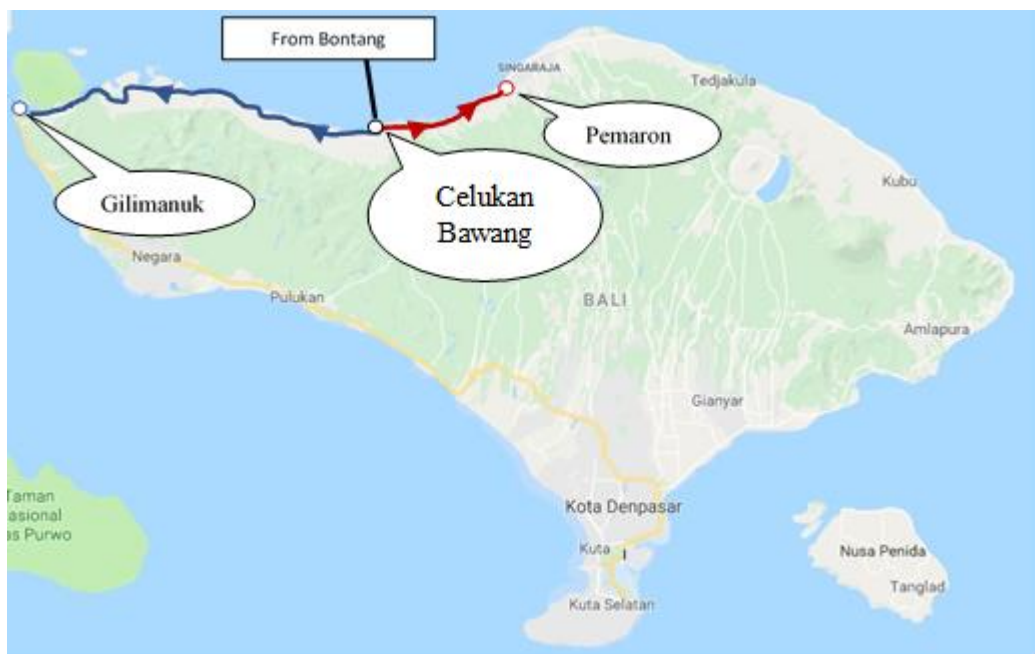 From Bontang
SINGARAJA
Tedjakula
Pemaron
Gilimanuk
Celukan
Bawang
Kubu
Negara
Pulukan
BALI
Amlapura
Gianyar
Taman
asional
as Purwo
Kota Denpasar
Kuta
Nusa Penida
Tanglad
Kuta Selatan